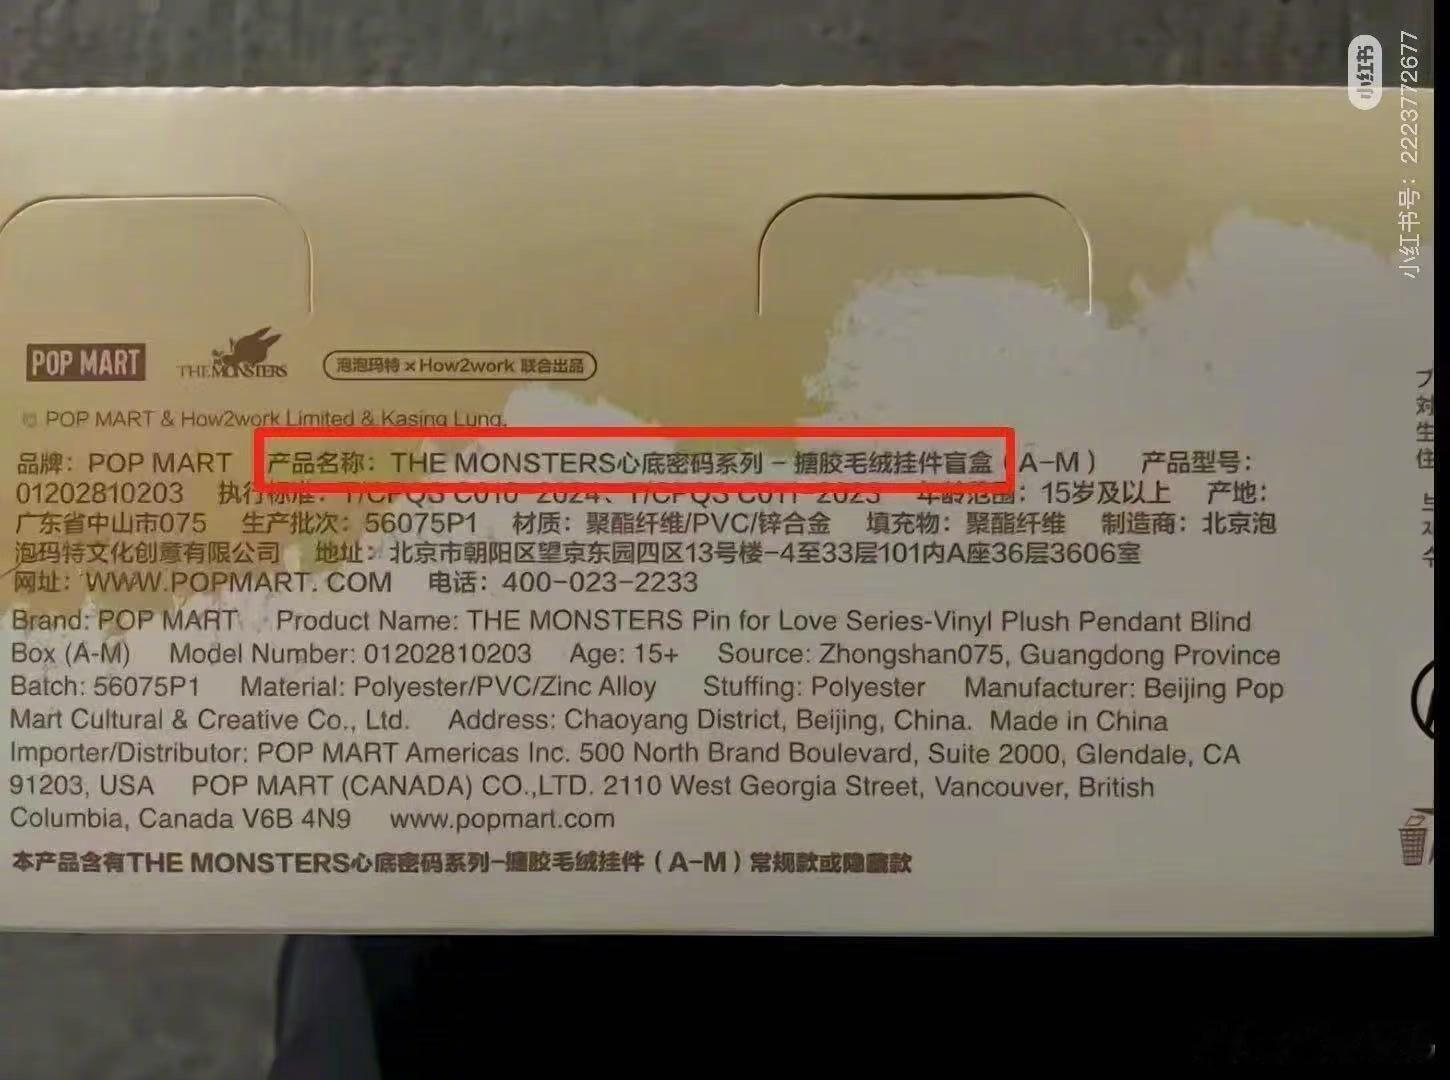 小红书
小红书号：2223772677
POP MART THE MONSTERS 泡泡玛特×How2work 联合出品
© POP MART & How2work Limited & Kasing Lung.
品牌：POP MART 产品名称：THE MONSTERS心底密码系列－搪胶毛绒挂件盲盒（A-M） 产品型号：
01202810203 执行标准：T/CPQS C010-2024、T/CPQS C011-2023 年龄范围：15岁及以上 产地：
广东省中山市075 生产批次：56075P1 材质：聚酯纤维/PVC/锌合金 填充物：聚酯纤维 制造商：北京泡
泡玛特文化创意有限公司 地址：北京市朝阳区望京东园四区13号楼-4至33层101内A座36层3606室
网址：WWW.POPMART.COM 电话：400-023-2233
Brand: POP MART Product Name: THE MONSTERS Pin for Love Series-Vinyl Plush Pendant Blind
Box (A-M) Model Number: 01202810203 Age: 15+ Source: Zhongshan075, Guangdong Province
Batch: 56075P1 Material: Polyester/PVC/Zinc Alloy Stuffing: Polyester Manufacturer: Beijing Pop
Mart Cultural & Creative Co., Ltd. Address: Chaoyang District, Beijing, China. Made in China
Importer/Distributor: POP MART Americas Inc. 500 North Brand Boulevard, Suite 2000, Glendale, CA
91203, USA POP MART (CANADA) CO.,LTD. 2110 West Georgia Street, Vancouver, British
Columbia, Canada V6B 4N9 www.popmart.com
本产品含有THE MONSTERS心底密码系列-搪胶毛绒挂件（A-M）常规款或隐藏款